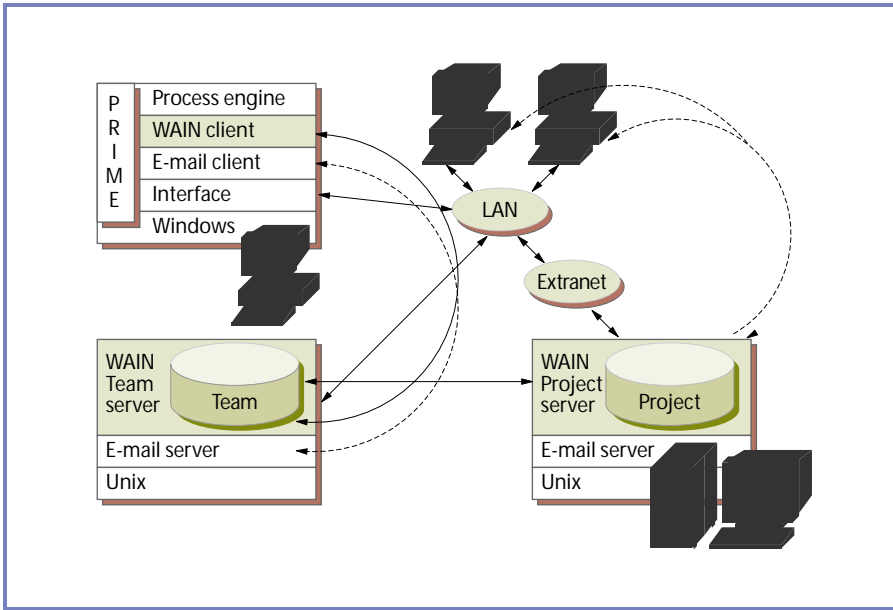 PRIME
Process engine
WAIN client
E-mail client
Interface
Windows
LAN
Extranet
WAIN
Team
server
Team
E-mail server
Unix
WAIN
Project
server
Project
E-mail server
Unix